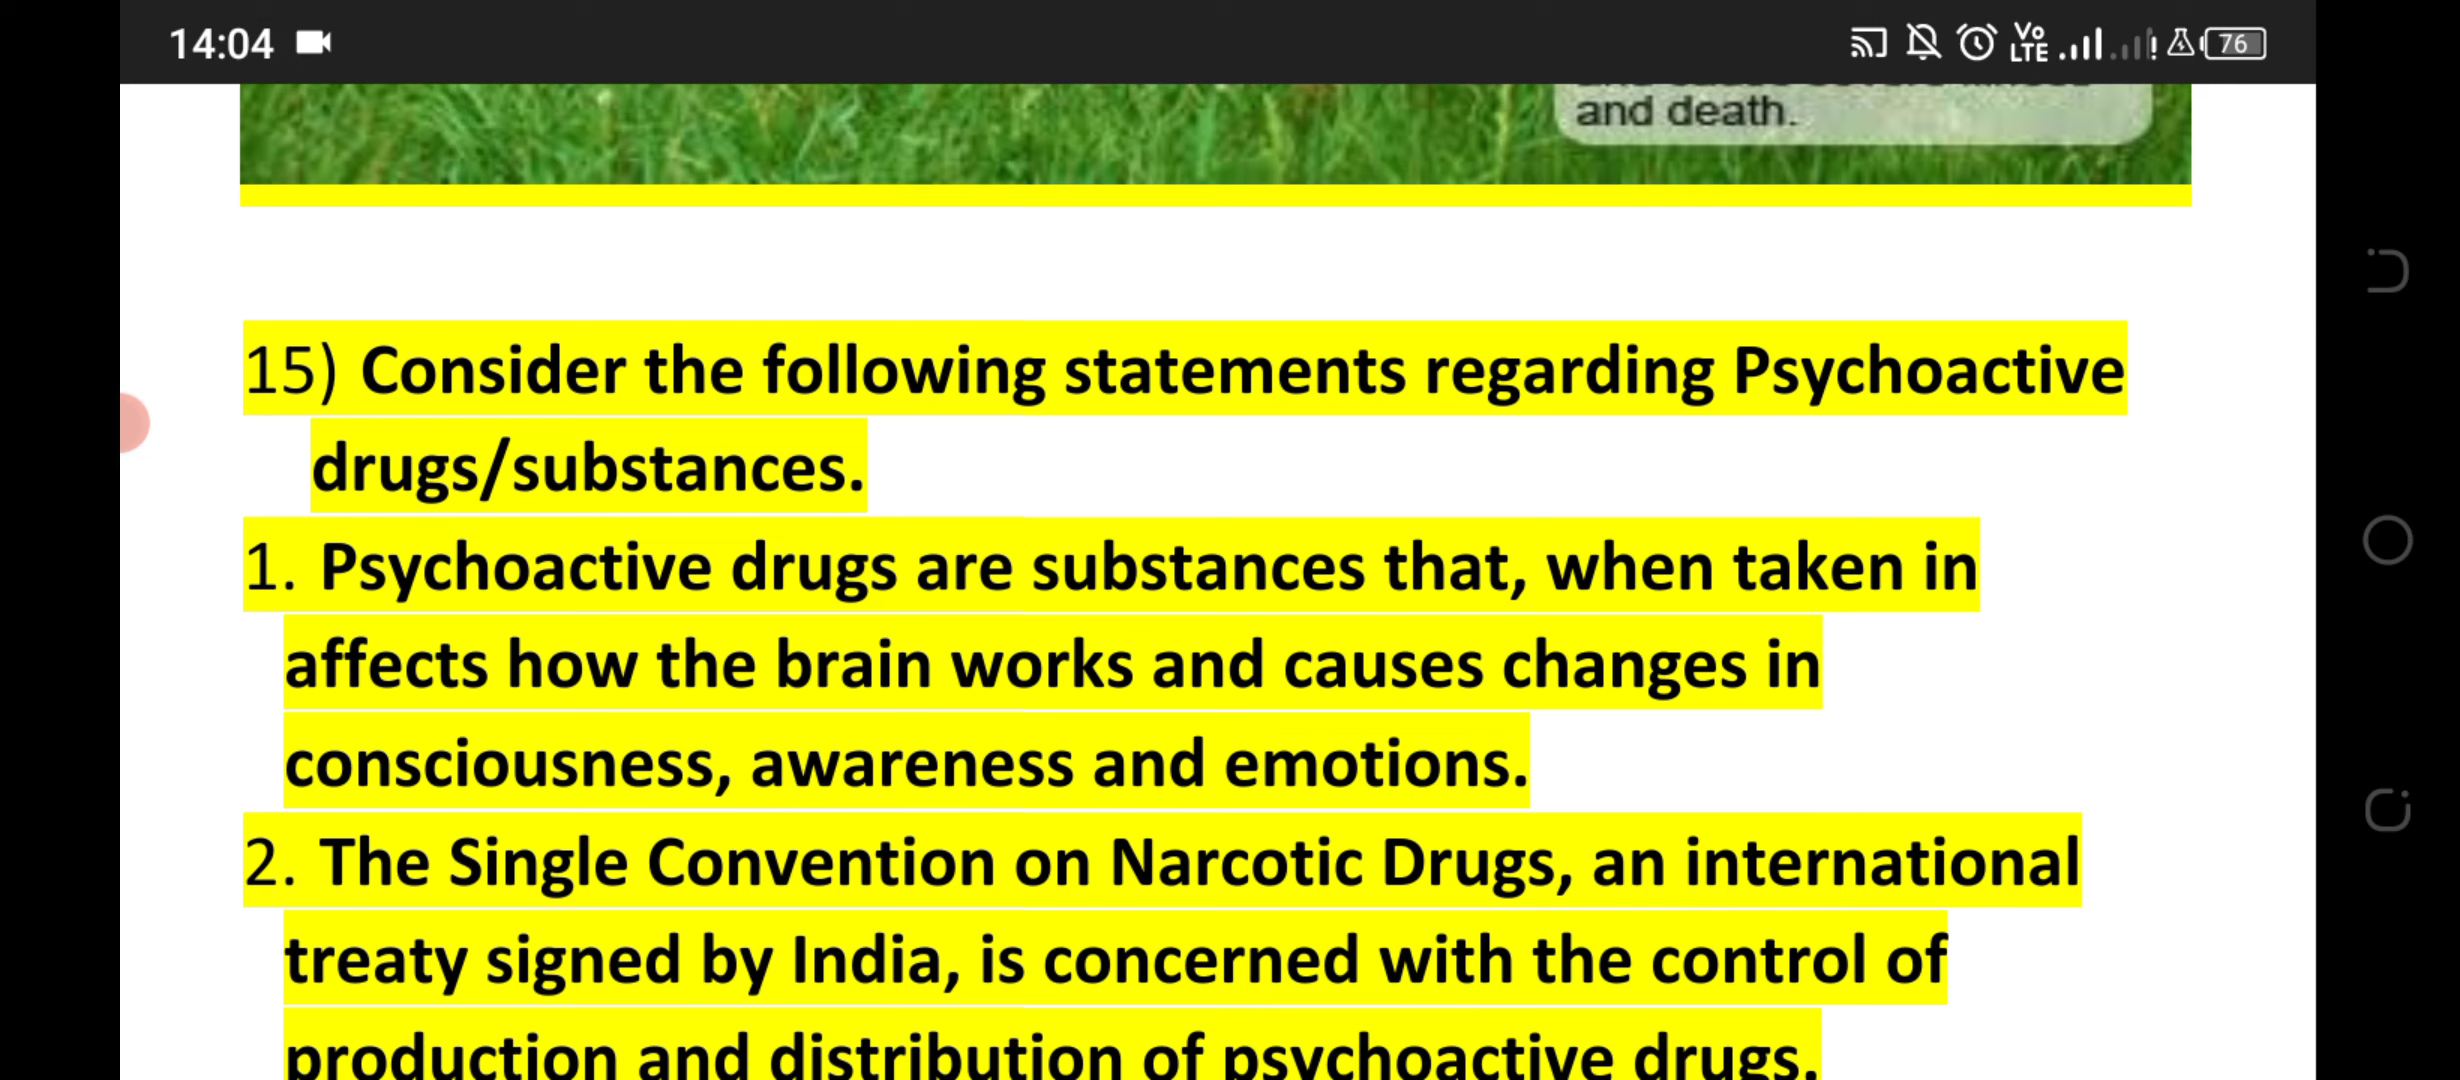 14:04
Vo
LTE
76
and death.
15) Consider the following statements regarding Psychoactive
drugs/substances.
1. Psychoactive drugs are substances that, when taken in
affects how the brain works and causes changes in
consciousness, awareness and emotions.
2. The Single Convention on Narcotic Drugs, an international
treaty signed by India, is concerned with the control of
production and distribution of psychoactive drugs.